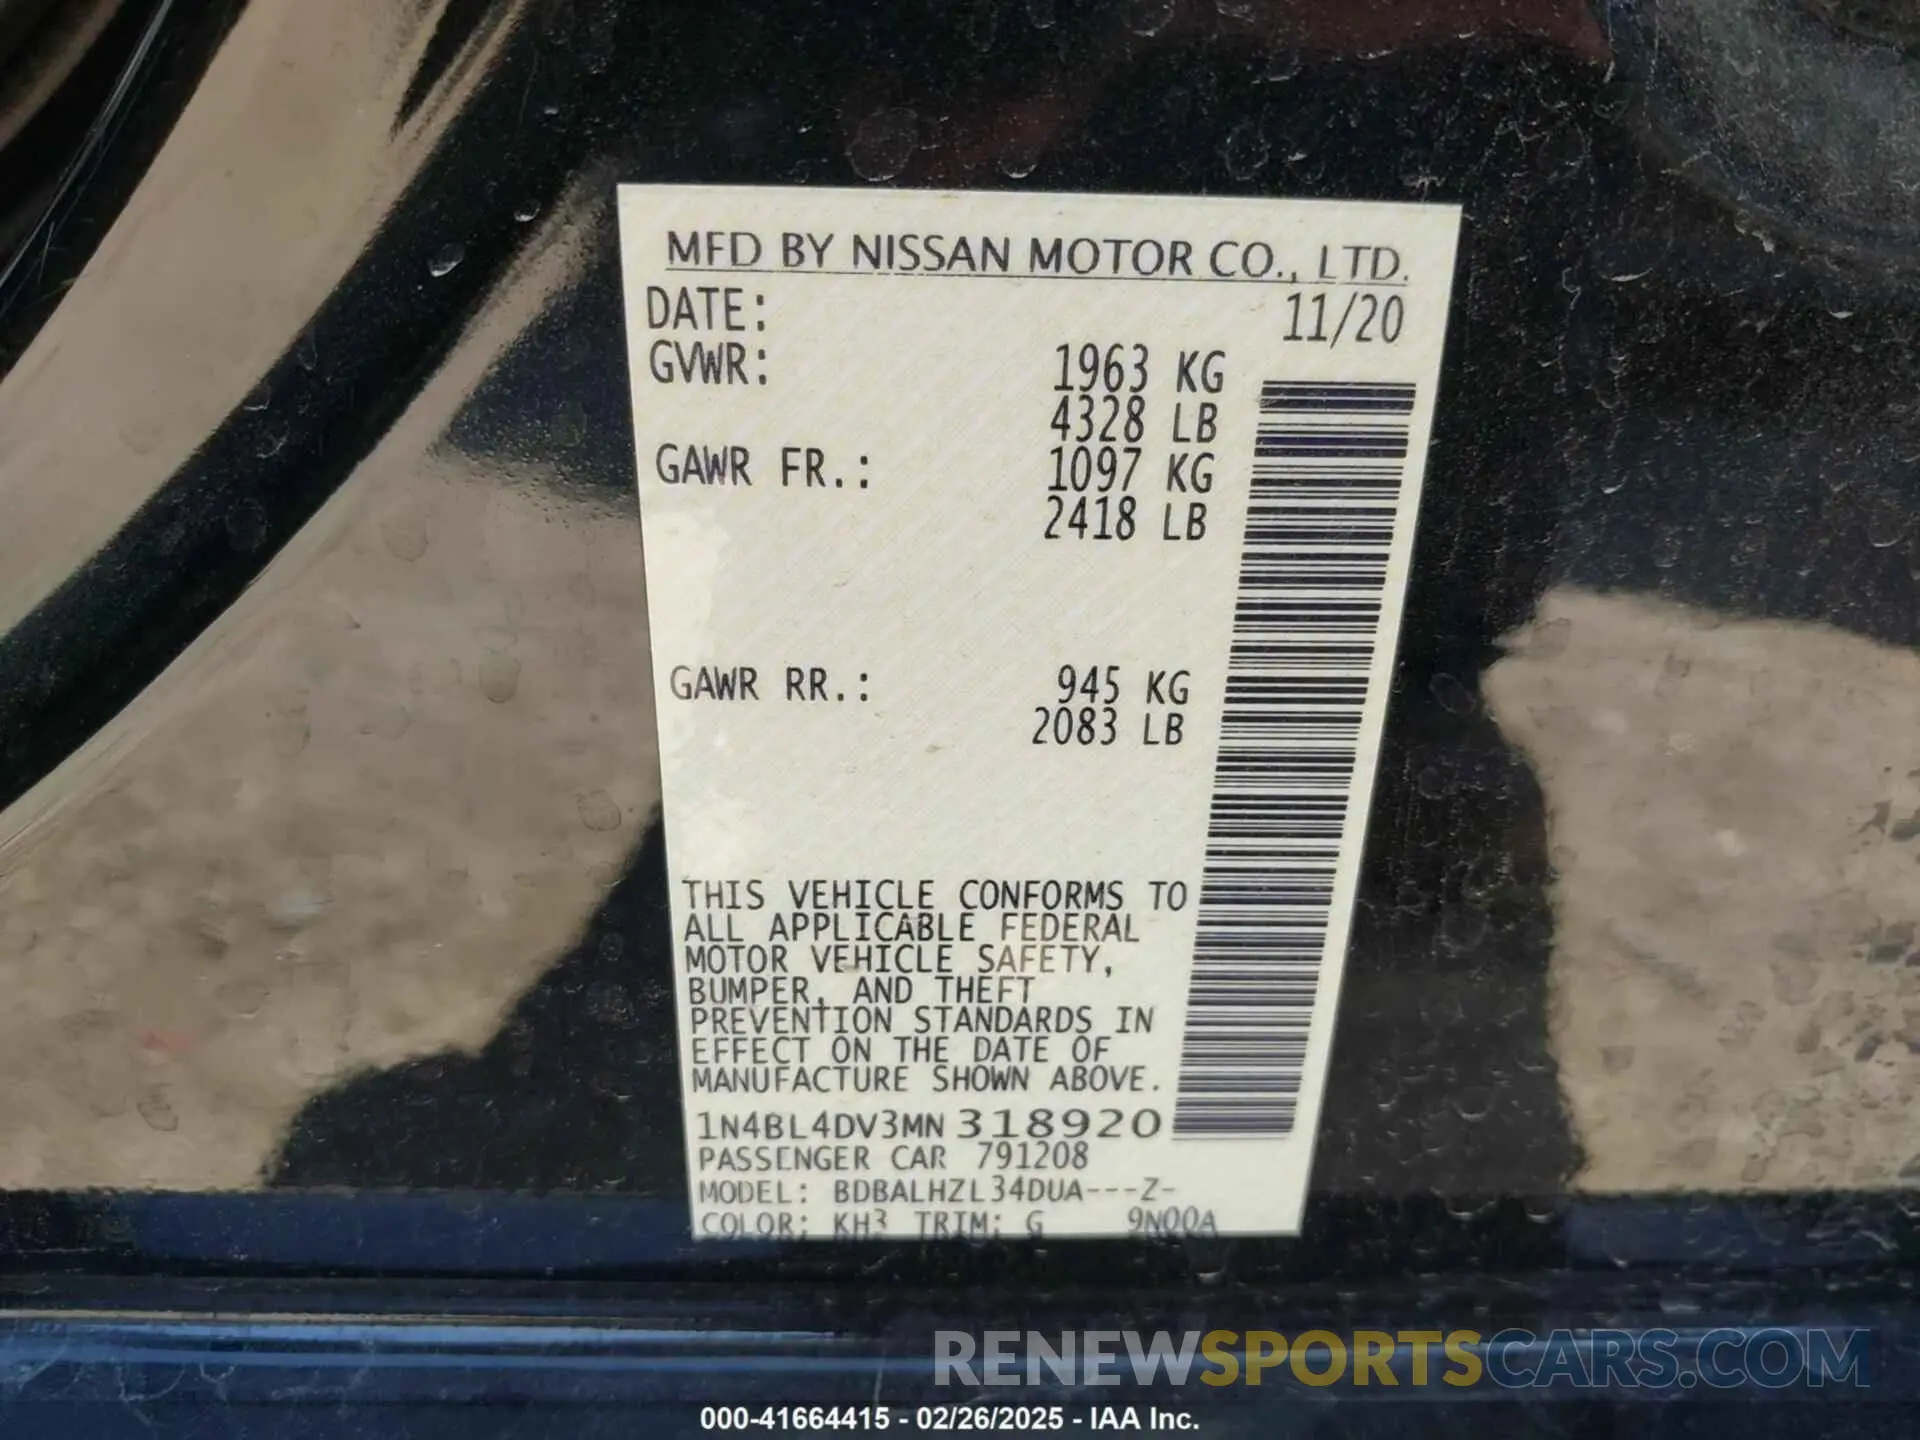 MFD BY NISSAN MOTOR CO., LTD.
DATE: 11/20
GVWR: 1963 KG
4328 LB
GAWR FR.: 1097 KG
2418 LB
GAWR RR.: 945 KG
2083 LB
THIS VEHICLE CONFORMS TO
ALL APPLICABLE FEDERAL
MOTOR VEHICLE SAFETY,
BUMPER, AND THEFT
PREVENTION STANDARDS IN
EFFECT ON THE DATE OF
MANUFACTURE SHOWN ABOVE.
1N4BL4DV3MN318920
PASSENGER CAR 791208
MODEL: BDBALHZL34DUA---Z-
COLOR: KH3 TRIM: G 9N00A
RENEWSPORTSCARS.COM
000-41664415 - 02/26/2025 - IAA Inc.